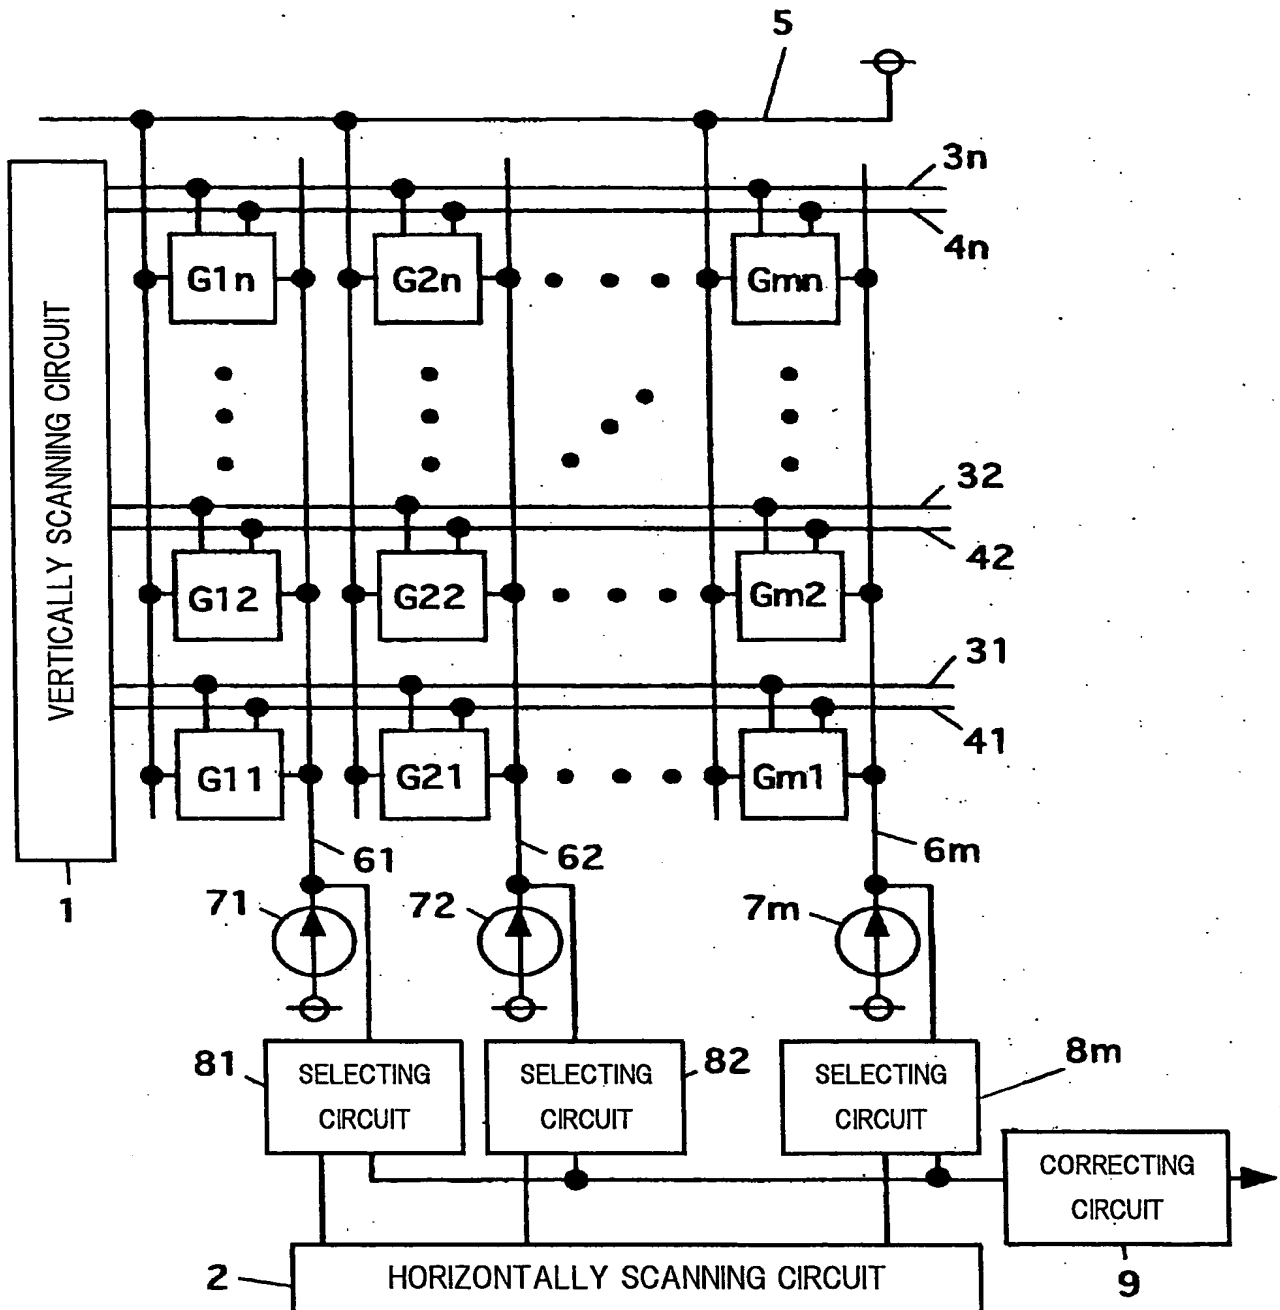 5
3n
4n
G1n G2n Gmn
VERTICALLY SCANNING CIRCUIT
32
42
G12 G22 Gm2
31
41
G11 G21 Gm1
61 62 6m
1
71 72 7m
81 82 8m
SELECTING
CIRCUIT
SELECTING
CIRCUIT
SELECTING
CIRCUIT
CORRECTING
CIRCUIT
2 HORIZONTALLY SCANNING CIRCUIT
9